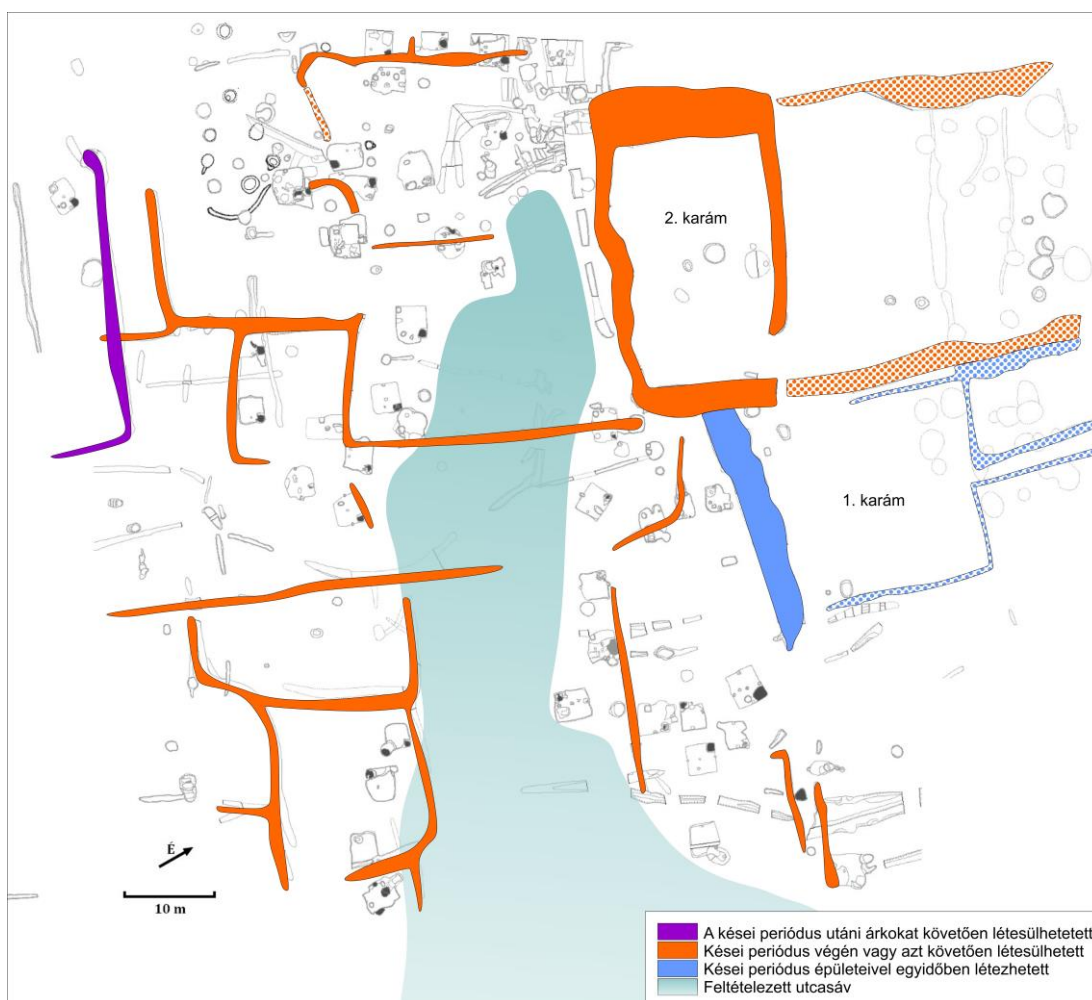 2. karám
1. karám
É
10 m
A kései periódus utáni árkokat követően létesülhetetett
Kései periódus végén vagy azt követően létesülhetett
Kései periódus épületeivel egyidőben létezhetett
Feltételezett utcasáv